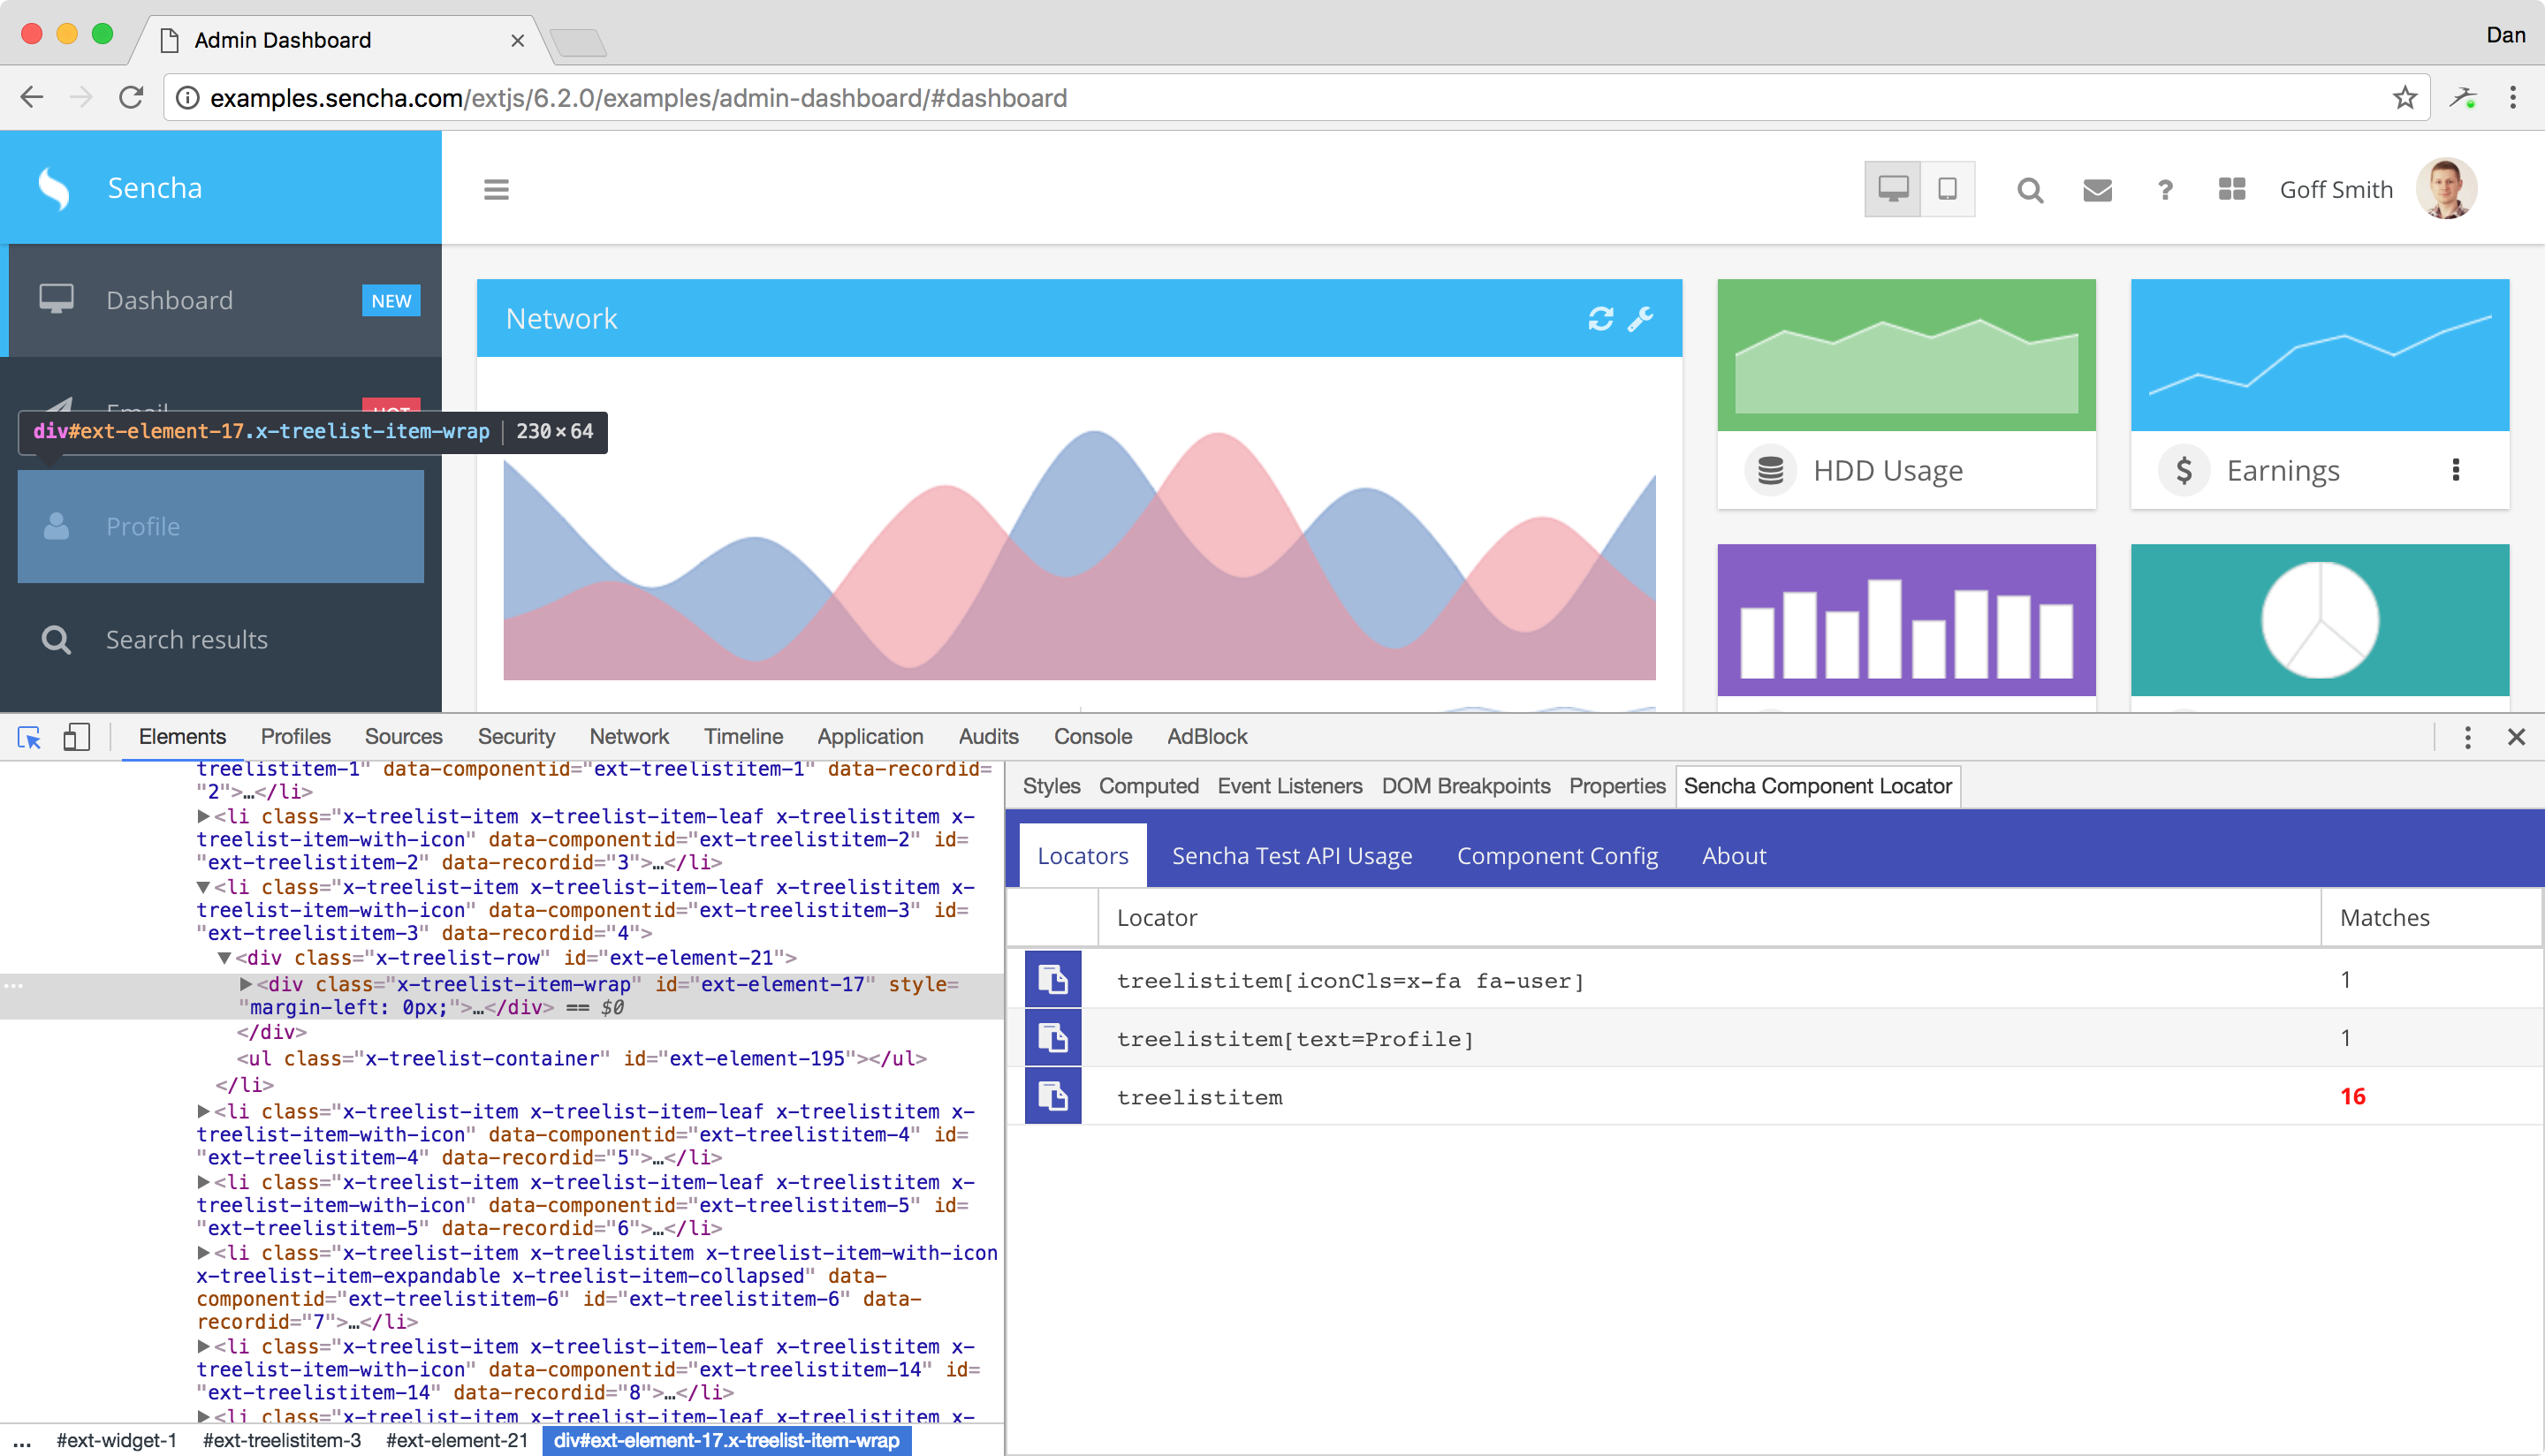 Admin Dashboard
Dan
examples.sencha.com/extjs/6.2.0/examples/admin-dashboard/#dashboard
Sencha
Goff Smith
Dashboard
NEW
Email
HOT
div#ext-element-17.x-treelist-item-wrap | 230×64
Profile
Search results
Network
HDD Usage
Earnings
Elements
Profiles
Sources
Security
Network
Timeline
Application
Audits
Console
AdBlock
treelistitem-1" data-componentid="ext-treelistitem-1" data-recordid=
"2">…</li>
<li class="x-treelist-item x-treelist-item-leaf x-treelistitem x-
treelist-item-with-icon" data-componentid="ext-treelistitem-2" id=
"ext-treelistitem-2" data-recordid="3">…</li>
<li class="x-treelist-item x-treelist-item-leaf x-treelistitem x-
treelist-item-with-icon" data-componentid="ext-treelistitem-3" id=
"ext-treelistitem-3" data-recordid="4">
<div class="x-treelist-row" id="ext-element-21">
<div class="x-treelist-item-wrap" id="ext-element-17" style=
"margin-left: 0px;">…</div> == $0
</div>
<ul class="x-treelist-container" id="ext-element-195"></ul>
</li>
<li class="x-treelist-item x-treelist-item-leaf x-treelistitem x-
treelist-item-with-icon" data-componentid="ext-treelistitem-4" id=
"ext-treelistitem-4" data-recordid="5">…</li>
<li class="x-treelist-item x-treelist-item-leaf x-treelistitem x-
treelist-item-with-icon" data-componentid="ext-treelistitem-5" id=
"ext-treelistitem-5" data-recordid="6">…</li>
<li class="x-treelist-item x-treelistitem x-treelist-item-with-icon
x-treelist-item-expandable x-treelist-item-collapsed" data-
componentid="ext-treelistitem-6" id="ext-treelistitem-6" data-
recordid="7">…</li>
<li class="x-treelist-item x-treelist-item-leaf x-treelistitem x-
treelist-item-with-icon" data-componentid="ext-treelistitem-14" id=
"ext-treelistitem-14" data-recordid="8">…</li>
<li class="x-treelist-item x-treelist-item-leaf x-treelistitem x-
... #ext-widget-1 #ext-treelistitem-3 #ext-element-21 div#ext-element-17.x-treelist-item-wrap
Styles
Computed
Event Listeners
DOM Breakpoints
Properties
Sencha Component Locator
Locators
Sencha Test API Usage
Component Config
About
Locator
Matches
treelistitem[iconCls=x-fa fa-user]
1
treelistitem[text=Profile]
1
treelistitem
16